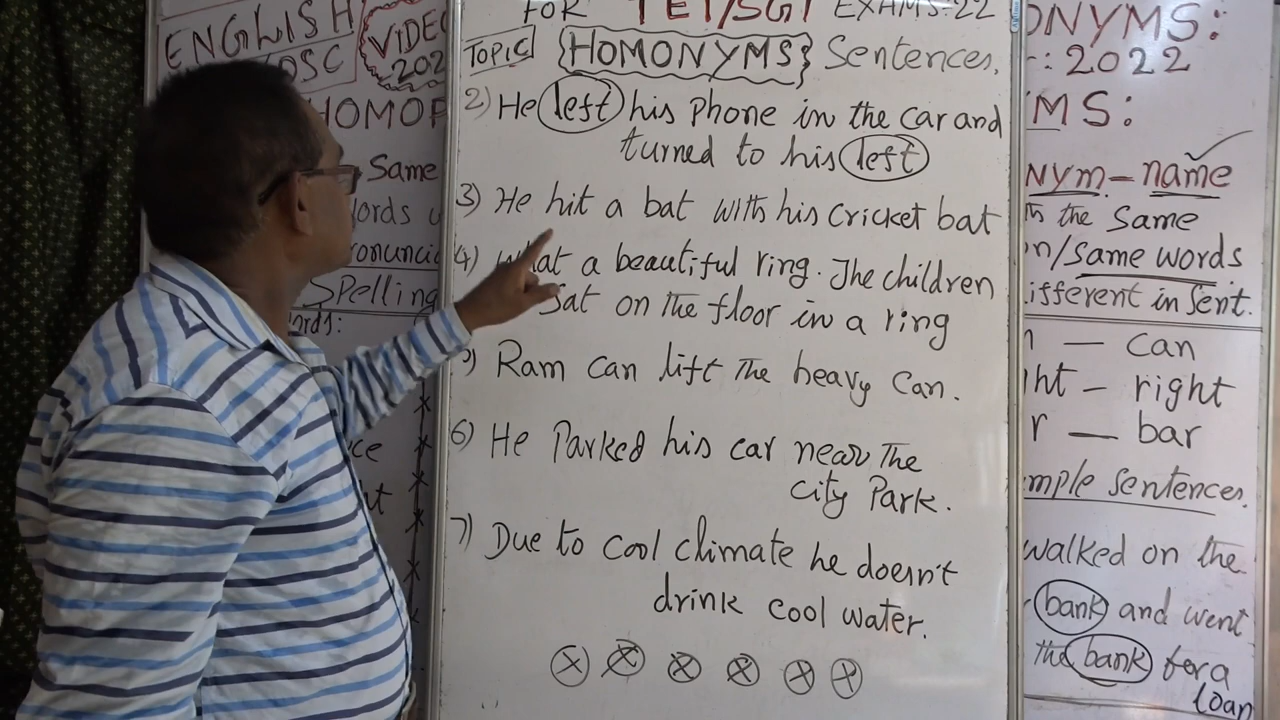 ENGLISH
DSC
VIDEO
202
HOMOP
Same
ords
ronuncia
Spelling
ords:
FOR TET/SGT EXAMS-22
TOPIC {HOMONYMS} Sentences.
2) He left his phone in the car and
turned to his left
3) He hit a bat with his cricket bat
4) What a beautiful ring. The children
Sat on the floor in a ring
5) Ram can lift The heavy can.
6) He Parked his car near The
city Park.
7) Due to cool climate he doesn't
drink cool water.
ONYMS:
: 2022
MS:
NYM - name
the same
n/same words
ifferent in Sent.
— can
ht - right
r — bar
mple sentences.
walked on the
bank and went
the bank for a
loan